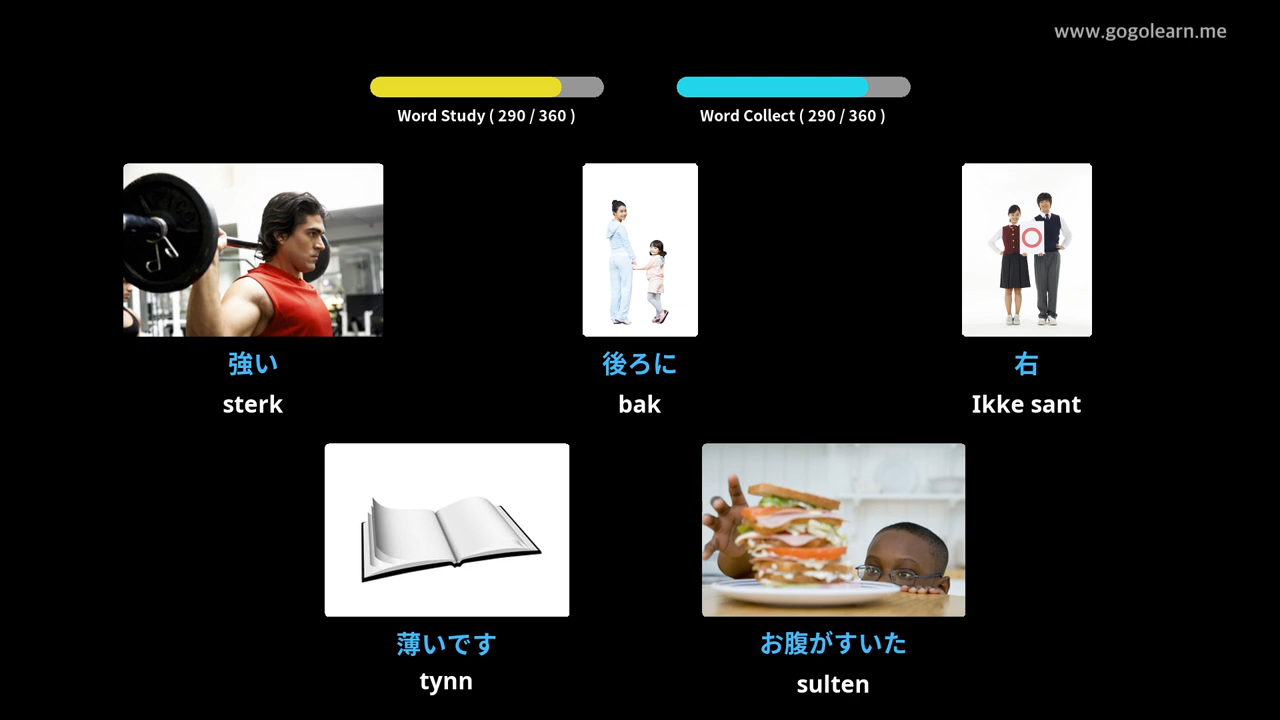 www.gogolearn.me
Word Study ( 290 / 360 )
Word Collect ( 290 / 360 )
強い
sterk
後ろに
bak
右
Ikke sant
薄いです
tynn
お腹がすいた
sulten